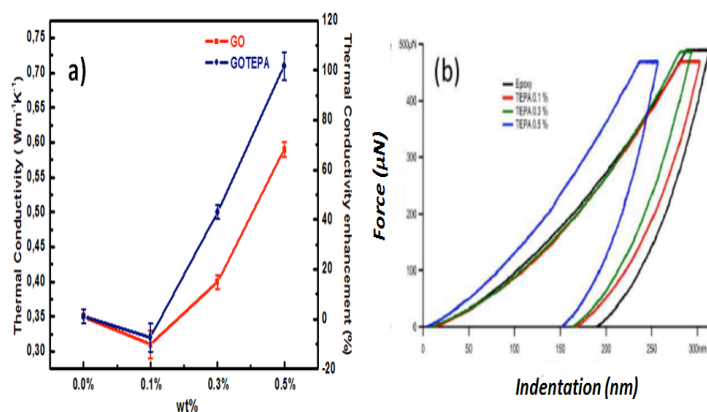 a)
GO
GOTEPA
Thermal Conductivity ( Wm⁻¹K⁻¹)
0,75
0,70
0,65
0,60
0,55
0,50
0,45
0,40
0,35
0,30
120
100
80
60
40
20
0
-20
Thermal Conductivity enhancement (%)
0.0% 0.1% 0.3% 0.5%
wt%
(b)
Epoxy
TEPA 0.1 %
TEPA 0.3 %
TEPA 0.5 %
Force (µN)
500µN
400
300
200
100
0
0 50 100 150 200 250 300nm
Indentation (nm)